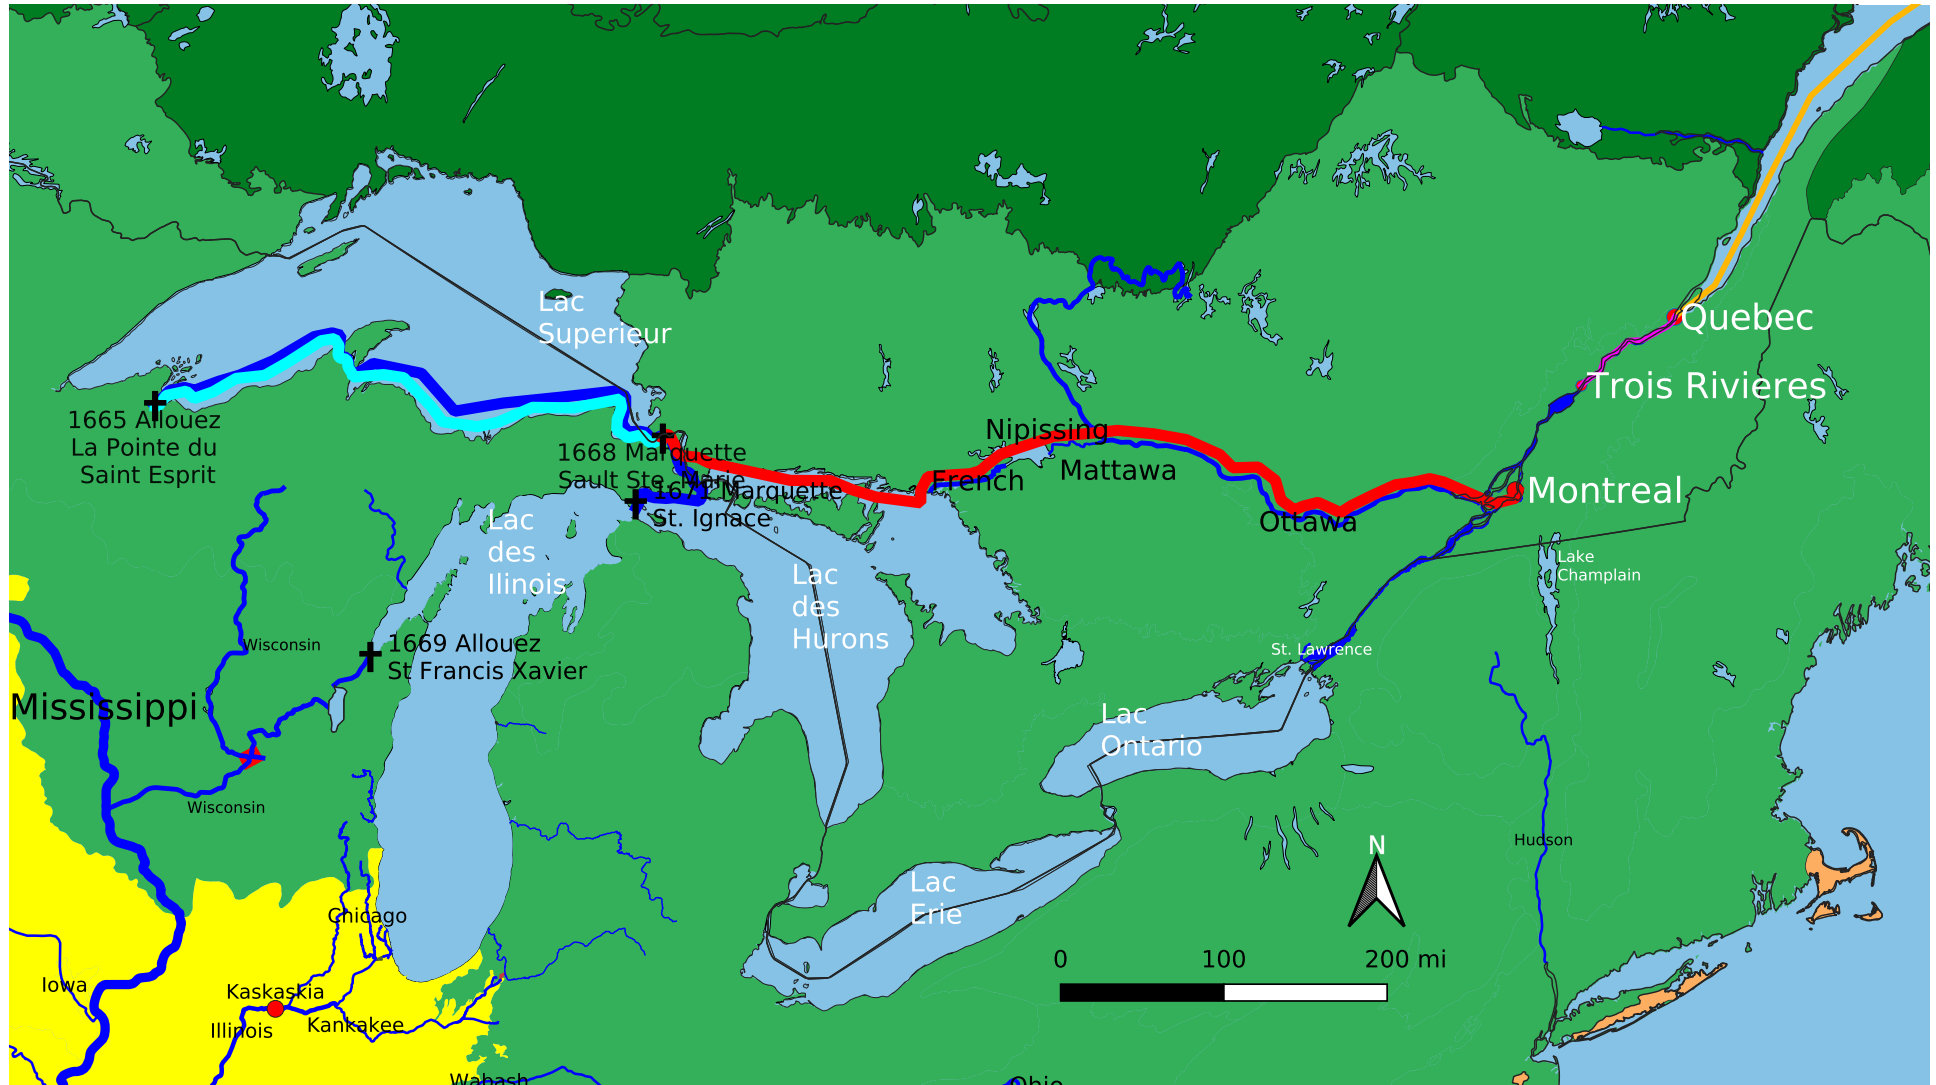 Lac
Superieur
Quebec
Trois Rivieres
1665 Allouez
La Pointe du
Saint Esprit
1668 Marquette
Sault Ste. Marie
Nipissing
Mattawa
French
1671 Marquette
St. Ignace
Ottawa
Montreal
Lac
des
Ilinois
Lac
des
Hurons
Lake
Champlain
Wisconsin
1669 Allouez
St Francis Xavier
St. Lawrence
Mississippi
Lac
Ontario
Wisconsin
Hudson
N
Lac
Erie
Chicago
0 100 200 mi
Iowa
Kaskaskia
Illinois
Kankakee
Wabash
Ohio